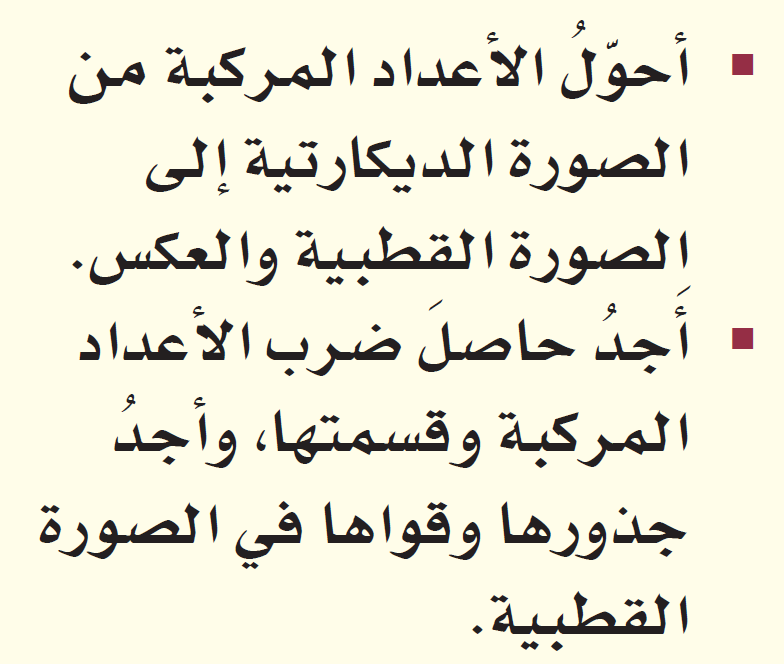 ▪ أحوّلُ الأعداد المركبة من
الصورة الديكارتية إلى
الصورة القطبية والعكس.
▪ أَجدُ حاصلَ ضرب الأعداد
المركبة وقسمتها، وأجدُ
جذورها وقواها في الصورة
القطبية.